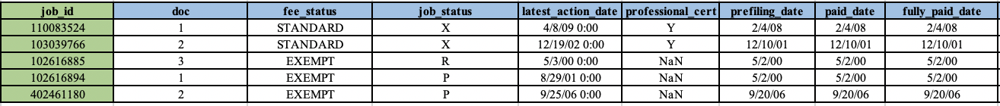 job_id doc fee_status job_status latest_action_date professional_cert prefiling_date paid_date fully_paid_date
110083524 1 STANDARD X 4/8/09 0:00 Y 2/4/08 2/4/08 2/4/08
103039766 2 STANDARD X 12/19/02 0:00 Y 12/10/01 12/10/01 12/10/01
102616885 3 EXEMPT R 5/3/00 0:00 NaN 5/2/00 5/2/00 5/2/00
102616894 1 EXEMPT P 8/29/01 0:00 NaN 5/2/00 5/2/00 5/2/00
402461180 2 EXEMPT P 9/25/06 0:00 NaN 9/20/06 9/20/06 9/20/06